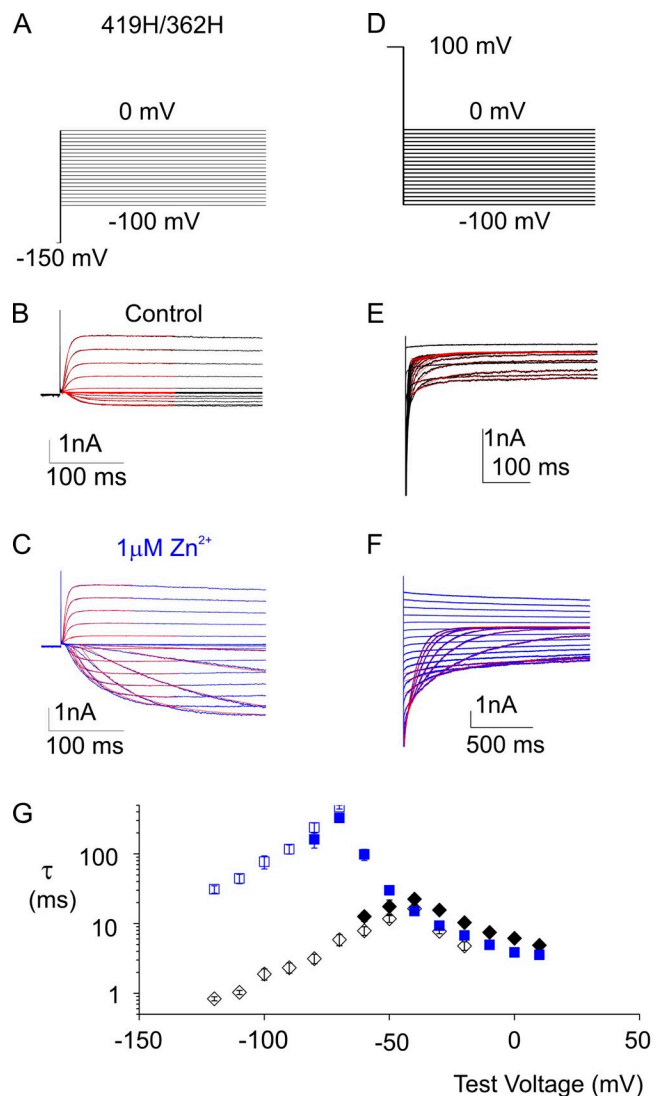 A 419H/362H
0 mV
-100 mV
-150 mV
D
100 mV
0 mV
-100 mV
B Control
1nA
100 ms
E
1nA
100 ms
C 1μM Zn²⁺
1nA
100 ms
F
1nA
500 ms
G
τ
(ms)
100
10
1
-150 -100 -50 0 50
Test Voltage (mV)